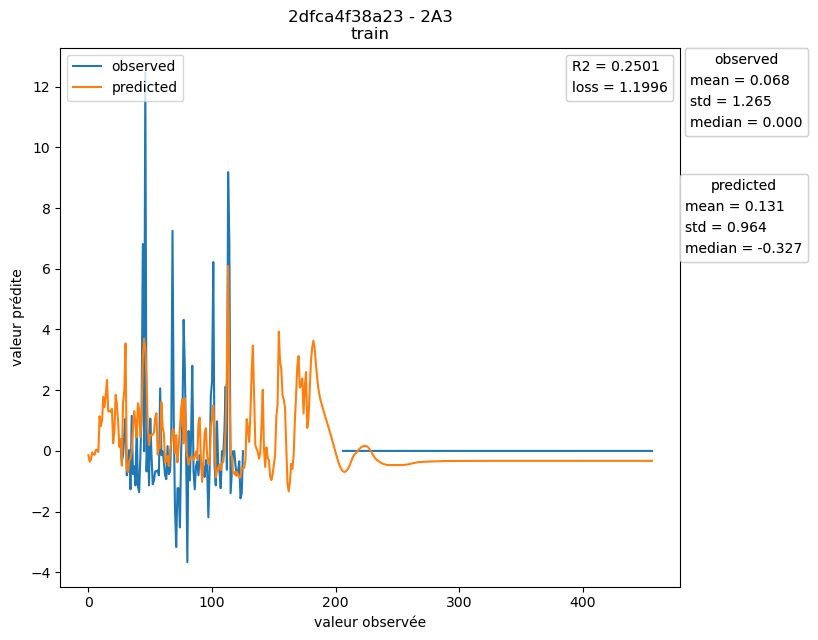 2dfca4f38a23 - 2A3
train
observed
predicted
R2 = 0.2501
loss = 1.1996
observed
mean = 0.068
std = 1.265
median = 0.000
predicted
mean = 0.131
std = 0.964
median = -0.327
valeur prédite
12
10
8
6
4
2
0
−2
−4
0
100
200
300
400
valeur observée